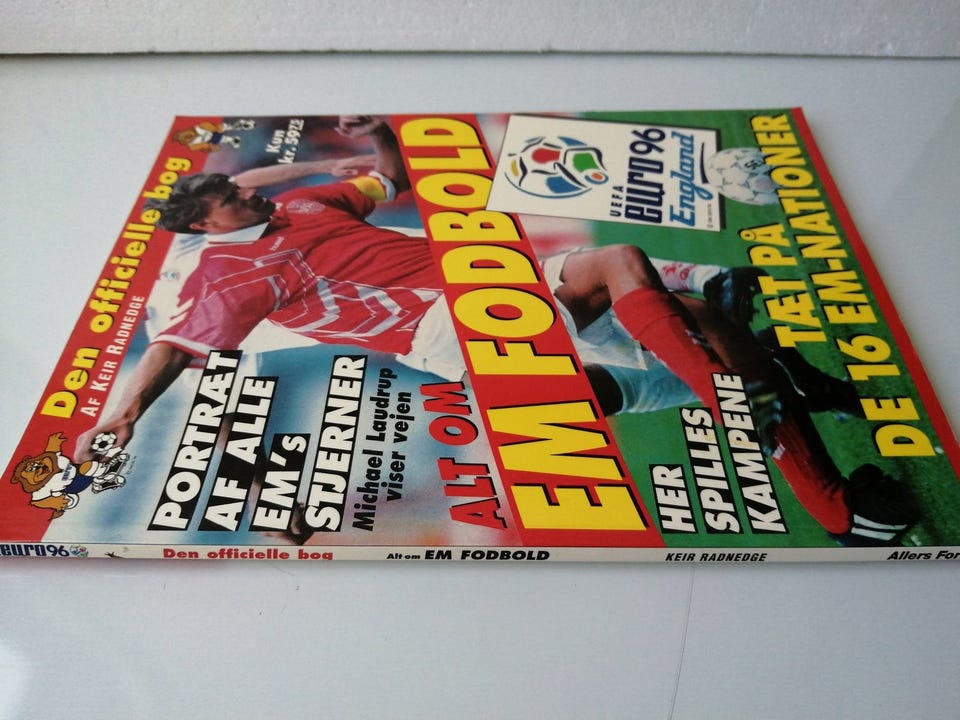 Den officielle bog
AF KEIR RADNEDGE
Kun
kr. 59,75
PORTRÆT
AF ALLE
EM's
STJERNER
Michael Laudrup
viser vejen
ALT OM
EM FODBOLD
UEFA
euro96
England
HER
SPILLES
KAMPENE
TÆT PÅ
DE 16 EM-NATIONER
euro96
Den officielle bog
Alt om EM FODBOLD
KEIR RADNEDGE
Allers For